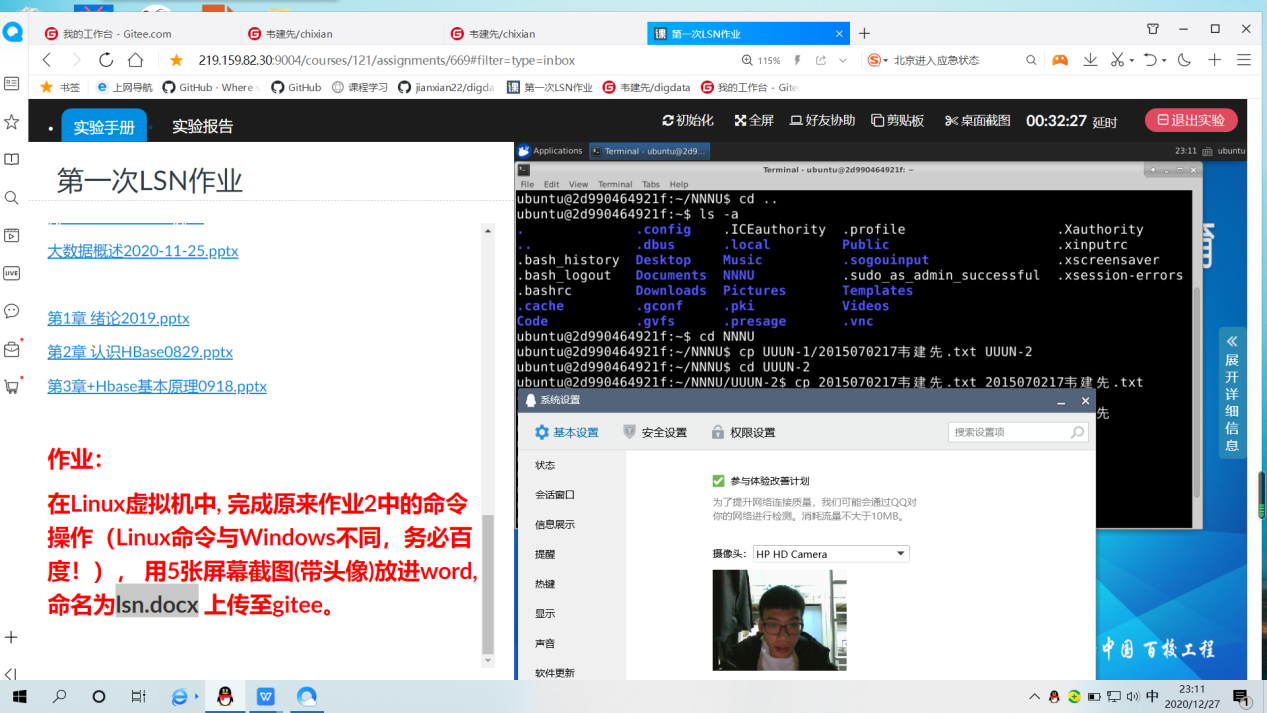 我的工作台 - Gitee.com
韦建先/chixian
韦建先/chixian
课 第一次LSN作业
219.159.82.30:9004/courses/121/assignments/669#filter=type=inbox
115%
北京进入应急状态
书签
上网导航
GitHub · Where s
GitHub
课程学习
jianxian22/digda
课 第一次LSN作业
韦建先/digdata
我的工作台 - Gite
实验手册
实验报告
初始化
全屏
好友协助
剪贴板
桌面截图
00:32:27 延时
退出实验
第一次LSN作业
大数据概述2020-11-25.pptx
第1章 绪论2019.pptx
第2章 认识HBase0829.pptx
第3章+Hbase基本原理0918.pptx
作业：
在Linux虚拟机中, 完成原来作业2中的命令
操作（Linux命令与Windows不同，务必百
度！），用5张屏幕截图(带头像)放进word,
命名为lsn.docx 上传至gitee。
Applications
Terminal - ubuntu@2d9...
23:11
ubuntu
Terminal - ubuntu@2d990464921f: ~
File Edit View Terminal Tabs Help
ubuntu@2d990464921f:~/NNNU$ cd ..
ubuntu@2d990464921f:~$ ls -a
. .config .ICEauthority .profile .Xauthority
.. .dbus .local Public .xinputrc
.bash_history Desktop Music .sogouinput .xscreensaver
.bash_logout Documents NNNU .sudo_as_admin_successful .xsession-errors
.bashrc Downloads Pictures Templates
.cache .gconf .pki Videos
Code .gvfs .presage .vnc
ubuntu@2d990464921f:~$ cd NNNU
ubuntu@2d990464921f:~/NNNU$ cp UUUN-1/2015070217韦建先.txt UUUN-2
ubuntu@2d990464921f:~/NNNU$ cd UUUN-2
ubuntu@2d990464921f:~/NNNU/UUUN-2$ cp 2015070217韦建先.txt 2015070217韦建先.txt
先
展开详细信息
系统设置
基本设置
安全设置
权限设置
搜索设置项
状态
会话窗口
信息展示
提醒
热键
显示
声音
软件更新
参与体验改善计划
为了提升网络连接质量，我们可能会通过QQ对
你的网络进行检测。消耗流量不大于10MB。
摄像头：
HP HD Camera
中国 百校工程
LIVE
中
23:11
2020/12/27
1